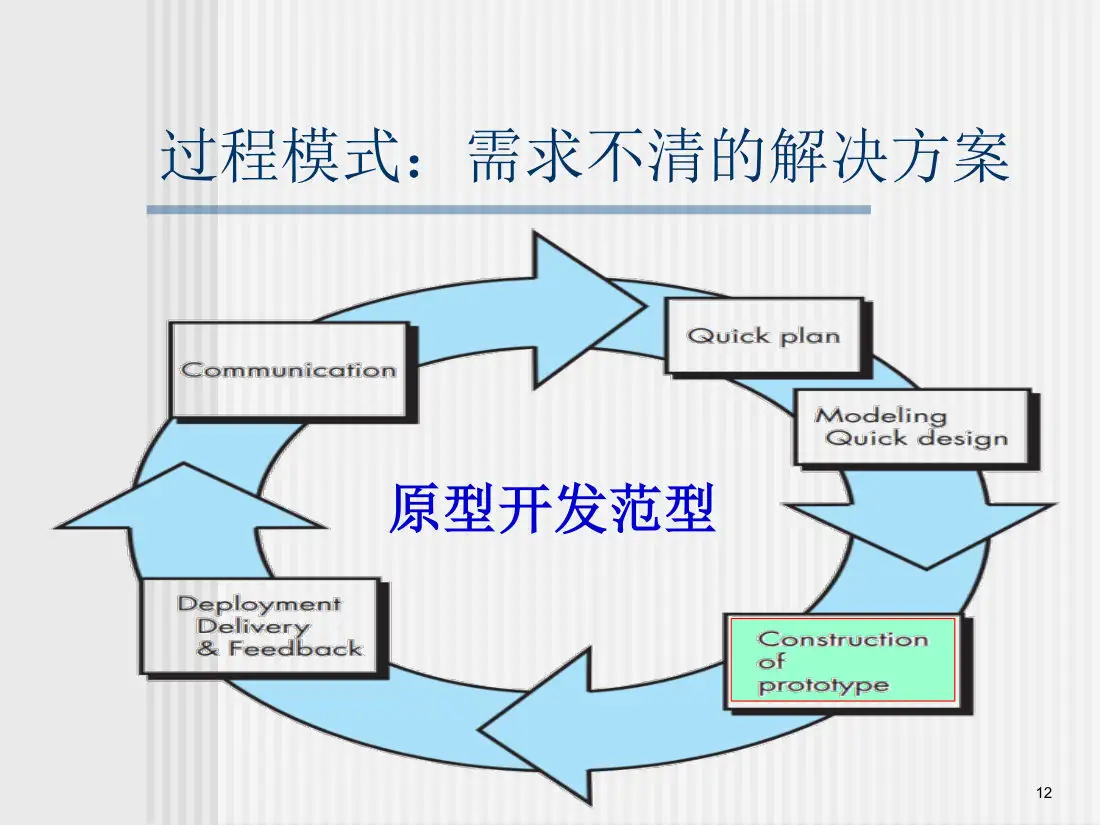 过程模式：需求不清的解决方案
Communication
Quick plan
Modeling
Quick design
原型开发范型
Deployment
Delivery
& Feedback
Construction
of
prototype
12